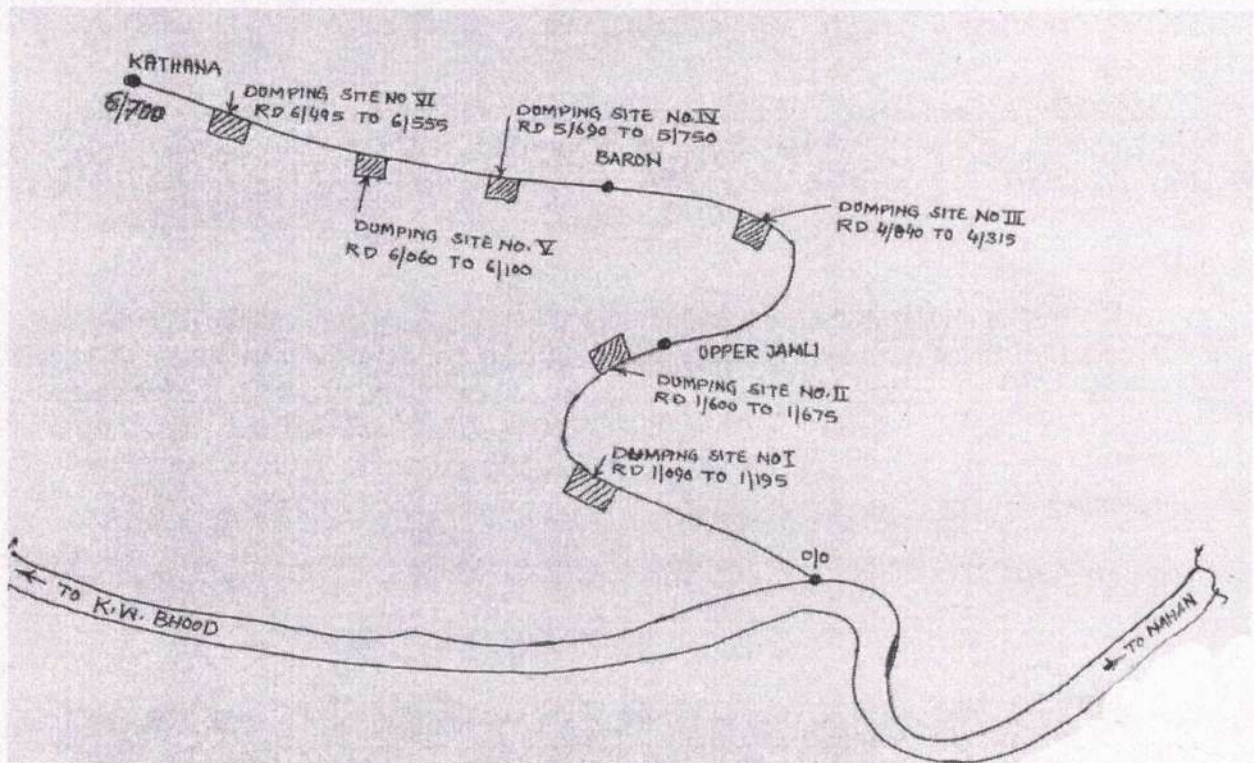 KATHANA
6/700
DUMPING SITE NO VI
RD 6/495 TO 6/555
DUMPING SITE NO. IV
RD 5/690 TO 5/750
BARON
DUMPING SITE NO III
RD 4/240 TO 4/315
DUMPING SITE NO. V
RD 6/060 TO 6/100
UPPER JAMLI
DUMPING SITE NO. II
RD 1/600 TO 1/675
DUMPING SITE NO I
RD 1/090 TO 1/195
0/0
TO K.W. BHOOD
TO NAHAN